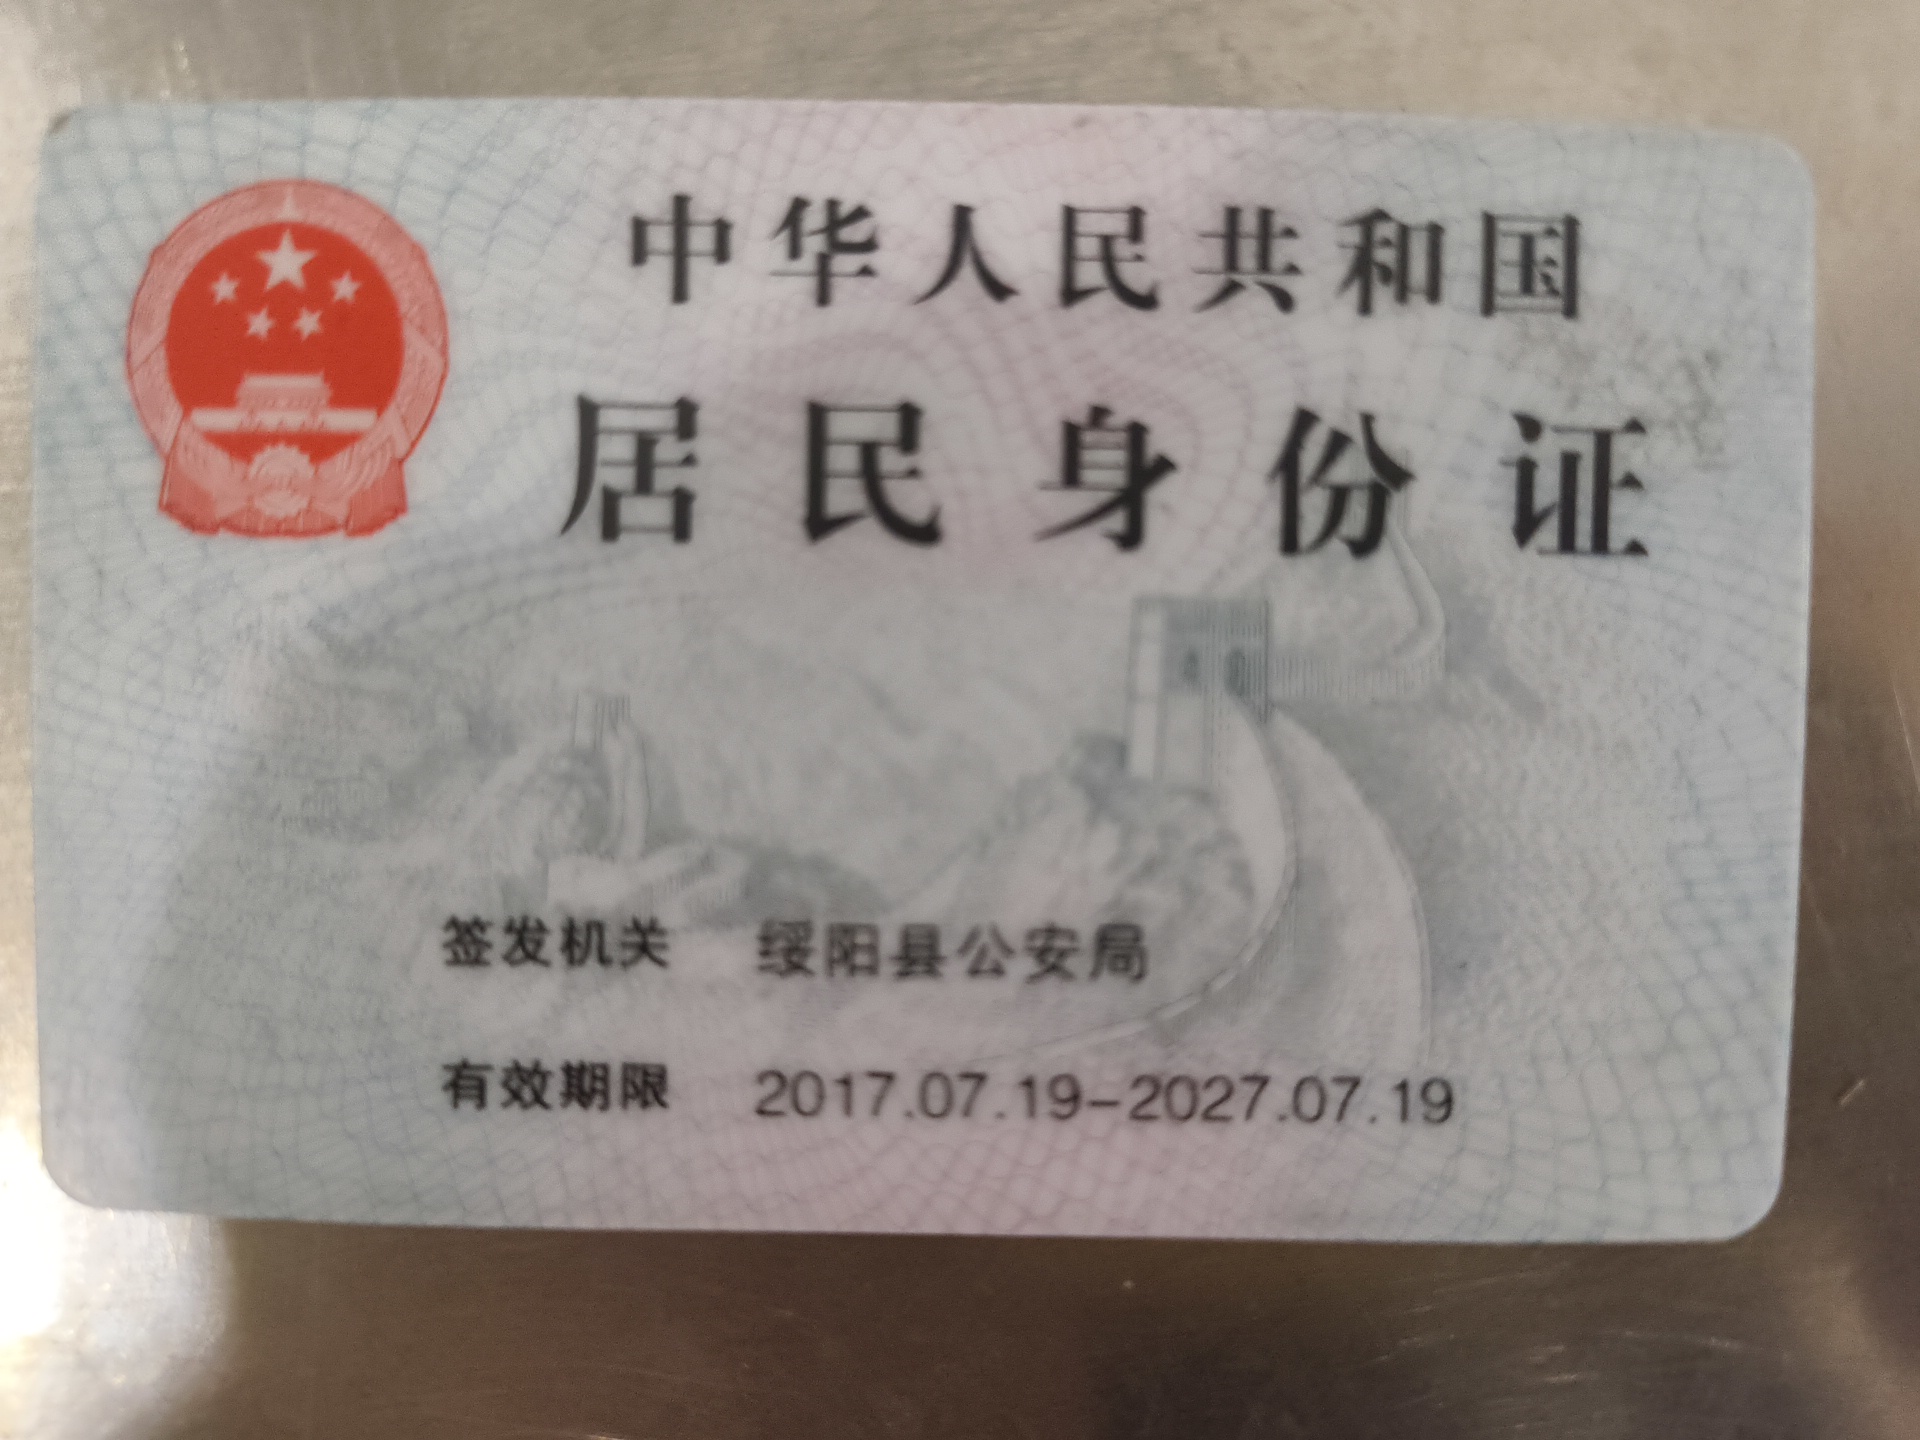 中华人民共和国
居民身份证
签发机关 绥阳县公安局
有效期限 2017.07.19-2027.07.19